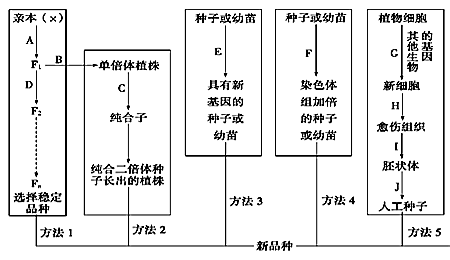 亲本（×）
A
F₁
B
D
F₂
Fₙ
选择稳定
品种
方法 1
单倍体植株
C
纯合子
纯合二倍体种
子长出的植株
方法 2
种子或幼苗
E
具有新
基因的
种子或
幼苗
方法 3
种子或幼苗
F
染色体
组加倍
的种子
或幼苗
方法 4
植物细胞
G
其他生物
的基因
新细胞
H
愈伤组织
I
胚状体
J
人工种子
方法 5
新品种